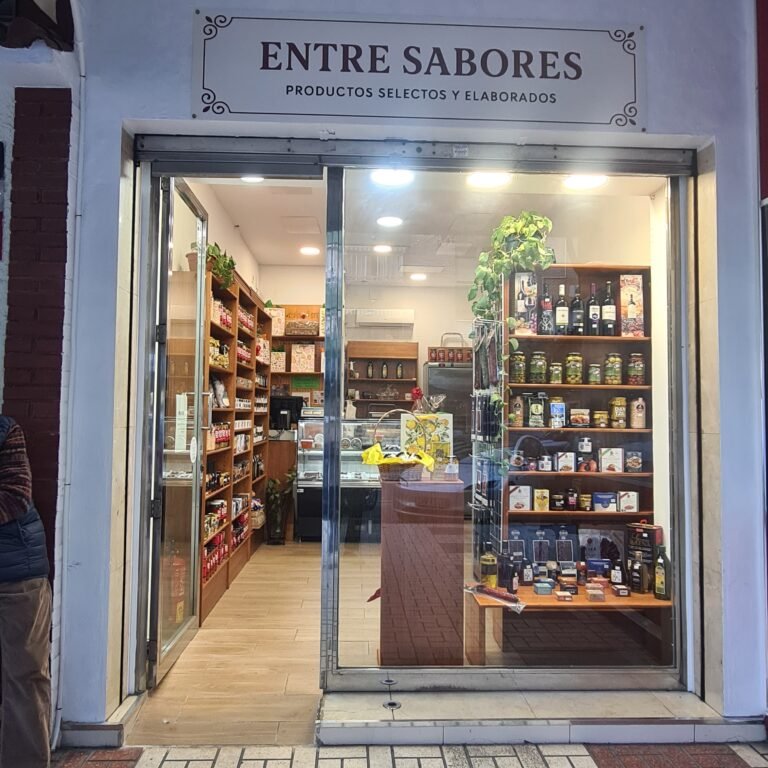 ENTRE SABORES
PRODUCTOS SELECTOS Y ELABORADOS